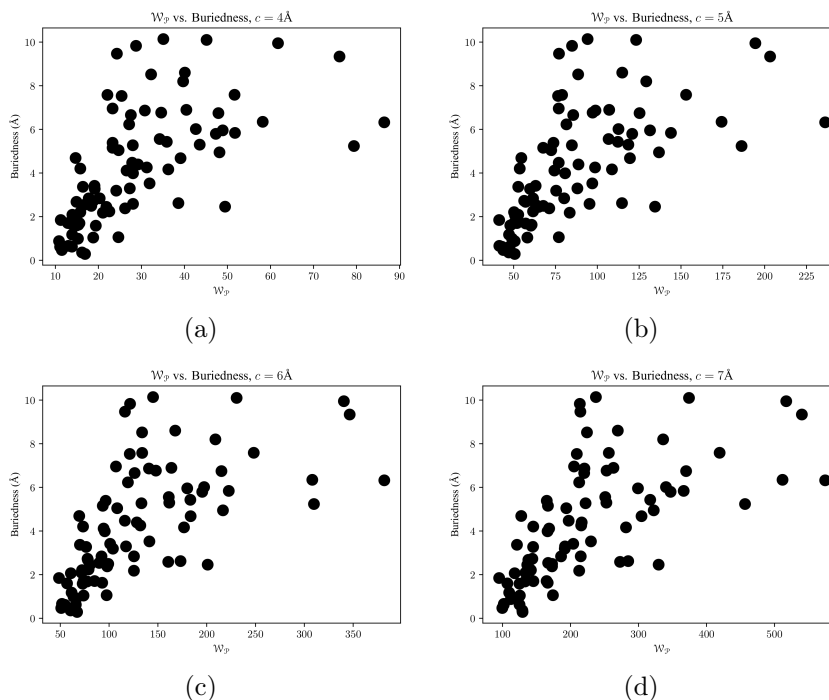 𝒲_𝒫 vs. Buriedness, c = 4Å
Buriedness (Å)
10
8
6
4
2
0
10 20 30 40 50 60 70 80 90
𝒲_𝒫
(a)
𝒲_𝒫 vs. Buriedness, c = 5Å
Buriedness (Å)
10
8
6
4
2
0
50 75 100 125 150 175 200 225
𝒲_𝒫
(b)
𝒲_𝒫 vs. Buriedness, c = 6Å
Buriedness (Å)
10
8
6
4
2
0
50 100 150 200 250 300 350
𝒲_𝒫
(c)
𝒲_𝒫 vs. Buriedness, c = 7Å
Buriedness (Å)
10
8
6
4
2
0
100 200 300 400 500
𝒲_𝒫
(d)